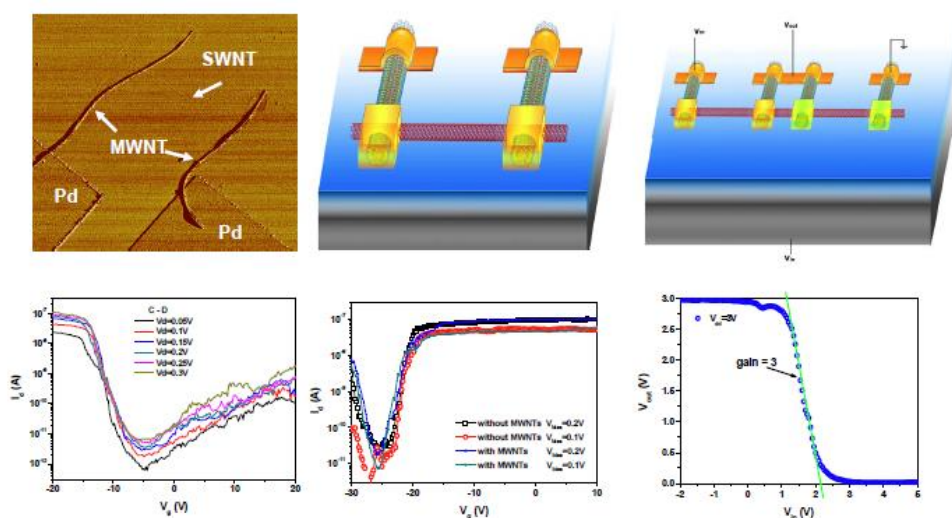 SWNT
MWNT
Pd
Pd
V_out
C - D
Vd=0.05V
Vd=0.1V
Vd=0.15V
Vd=0.2V
Vd=0.25V
Vd=0.3V
I_d (A)
-20 -10 0 10 20
V_g (V)
I_d (A)
without MWNTs V_bias=0.2V
without MWNTs V_bias=0.1V
with MWNTs V_bias=0.2V
with MWNTs V_bias=0.1V
-30 -20 -10 0 10
V_g (V)
3.0
2.5
2.0
1.5
1.0
0.5
0.0
gain = 3
V_out (V)
-2 -1 0 1 2 3 4 5
V_in (V)